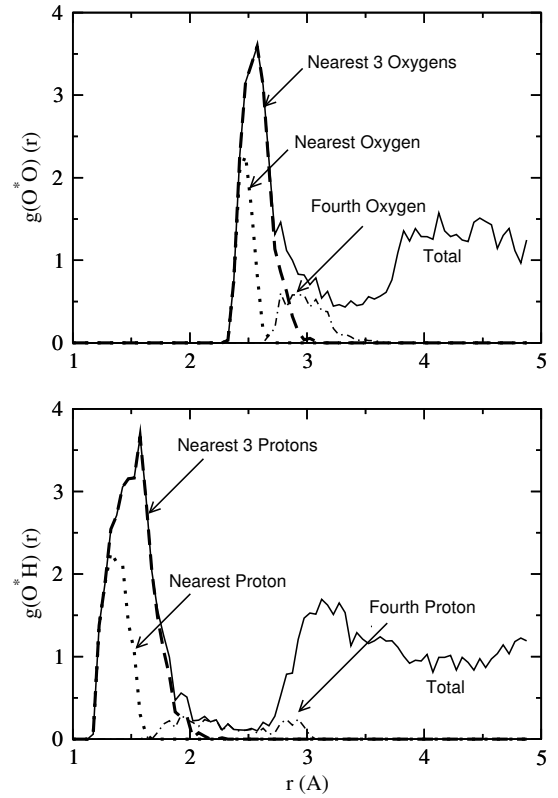 4
Nearest 3 Oxygens
3
g(O*O) (r)
Nearest Oxygen
2
Fourth Oxygen
1
Total
0
1 2 3 4 5
4
Nearest 3 Protons
3
g(O*H) (r)
2
Nearest Proton
Fourth Proton
1
Total
0
1 2 3 4 5
r (A)